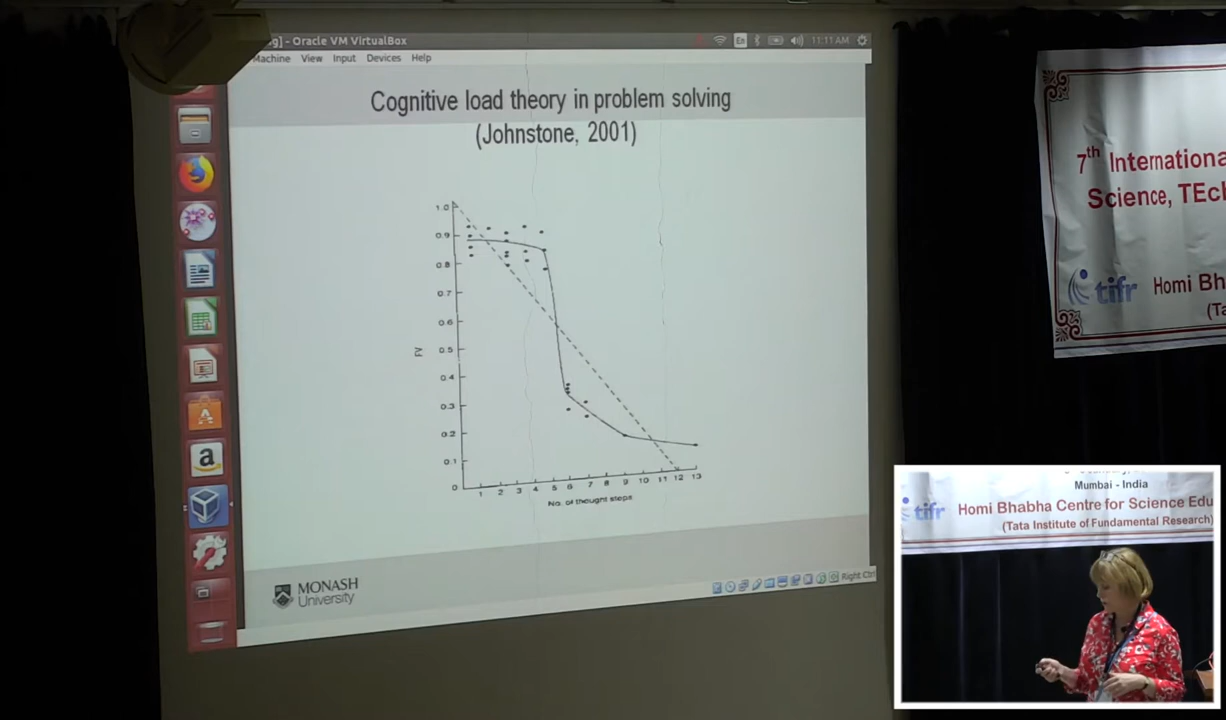 g] - Oracle VM VirtualBox
En
11:11 AM
Machine View Input Devices Help
Cognitive load theory in problem solving
(Johnstone, 2001)
1.0
0.9
0.8
0.7
0.6
0.5
0.4
0.3
0.2
0.1
0
FV
1 2 3 4 5 6 7 8 9 10 11 12 13
No. of thought steps
MONASH
University
Right Ctrl
a
7th Internationa
Science, TEch
tifr
Homi Bh
(Ta
Mumbai - India
tifr
Homi Bhabha Centre for Science Edu
(Tata Institute of Fundamental Research)